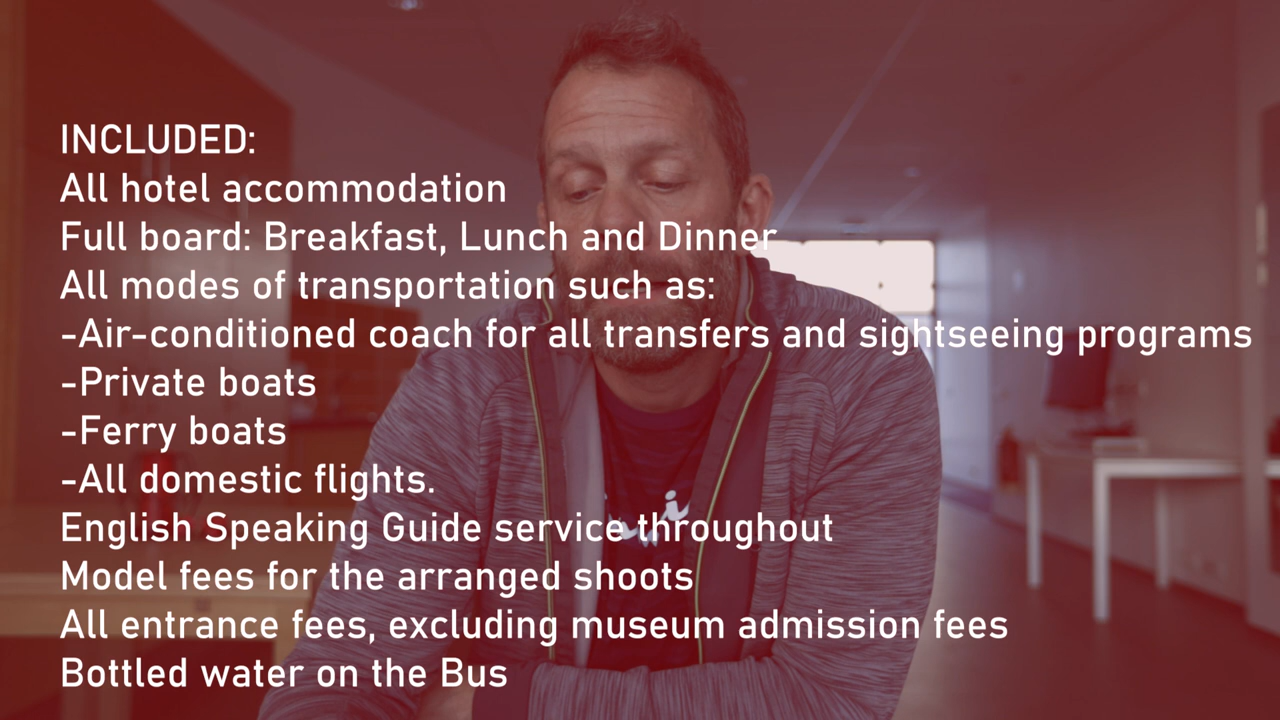 INCLUDED:
All hotel accommodation
Full board: Breakfast, Lunch and Dinner
All modes of transportation such as:
-Air-conditioned coach for all transfers and sightseeing programs
-Private boats
-Ferry boats
-All domestic flights.
English Speaking Guide service throughout
Model fees for the arranged shoots
All entrance fees, excluding museum admission fees
Bottled water on the Bus